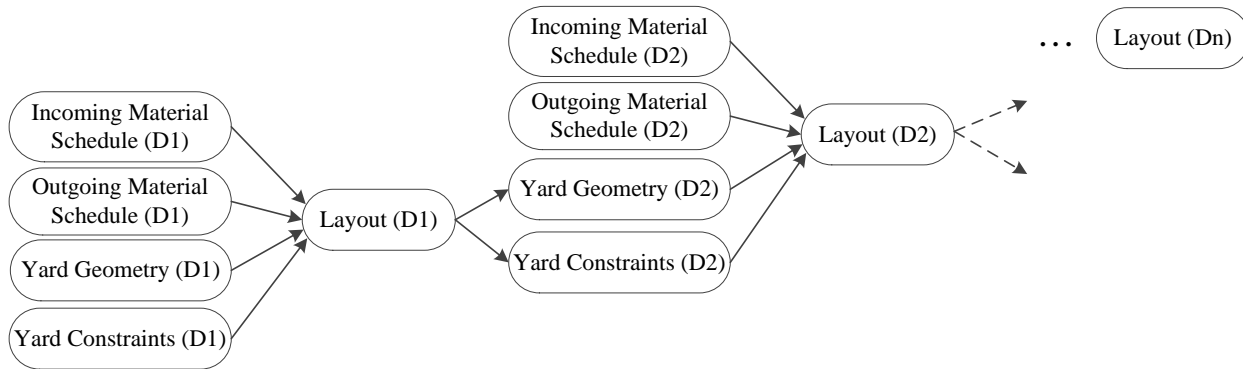 Incoming Material
Schedule (D1)
Outgoing Material
Schedule (D1)
Yard Geometry (D1)
Yard Constraints (D1)
Layout (D1)
Incoming Material
Schedule (D2)
Outgoing Material
Schedule (D2)
Yard Geometry (D2)
Yard Constraints (D2)
Layout (D2)
...
Layout (Dn)